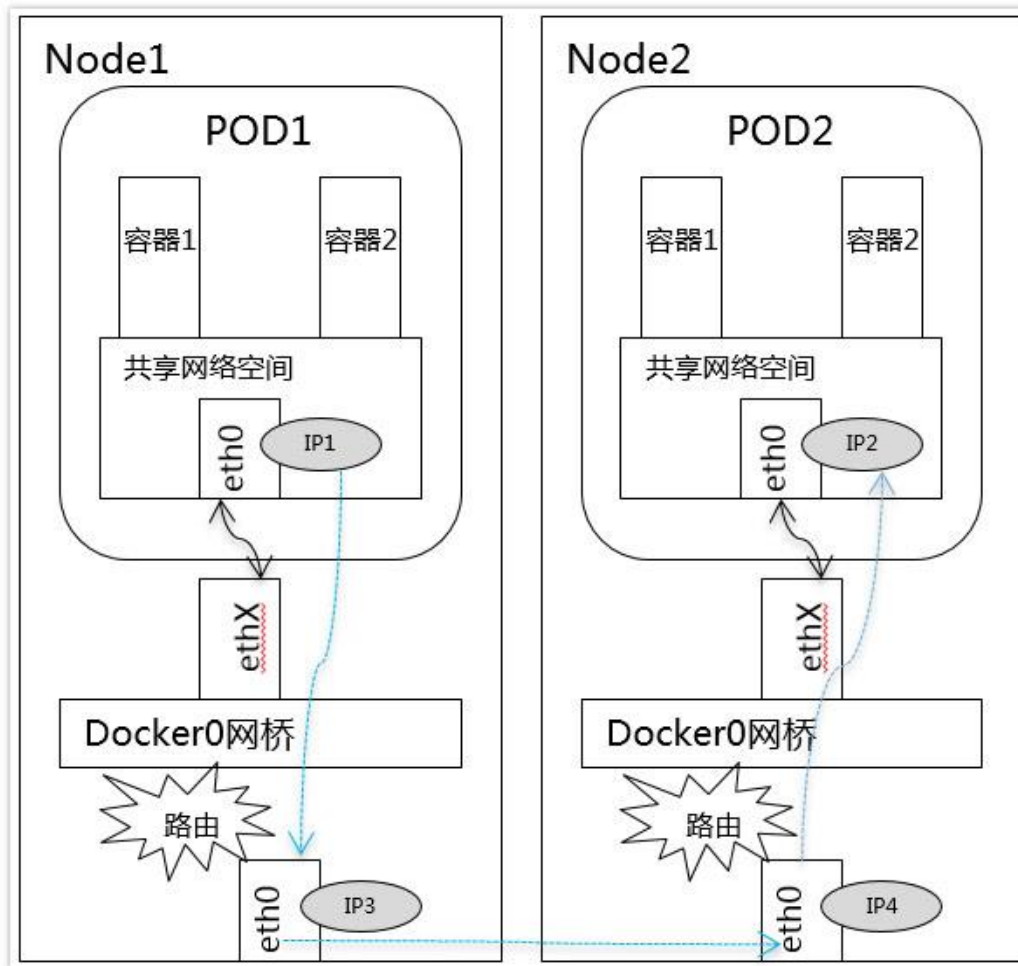 Node1
POD1
容器1
容器2
共享网络空间
eth0
IP1
ethX
Docker0网桥
路由
eth0
IP3
Node2
POD2
容器1
容器2
共享网络空间
eth0
IP2
ethX
Docker0网桥
路由
eth0
IP4